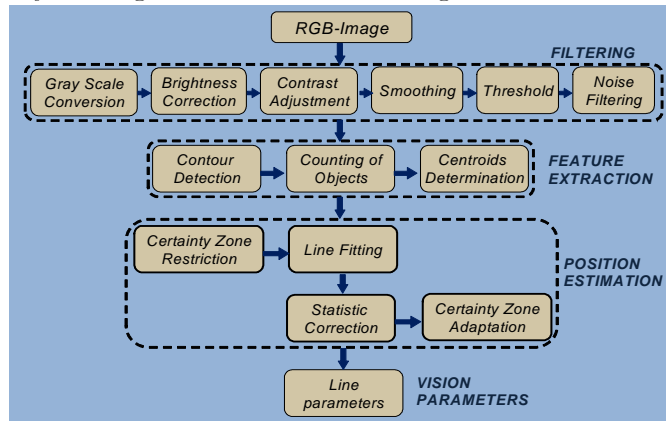 RGB-Image
FILTERING
Gray Scale
Conversion
Brightness
Correction
Contrast
Adjustment
Smoothing
Threshold
Noise
Filtering
Contour
Detection
Counting of
Objects
Centroids
Determination
FEATURE
EXTRACTION
Certainty Zone
Restriction
Line Fitting
POSITION
ESTIMATION
Statistic
Correction
Certainty Zone
Adaptation
Line
parameters
VISION
PARAMETERS